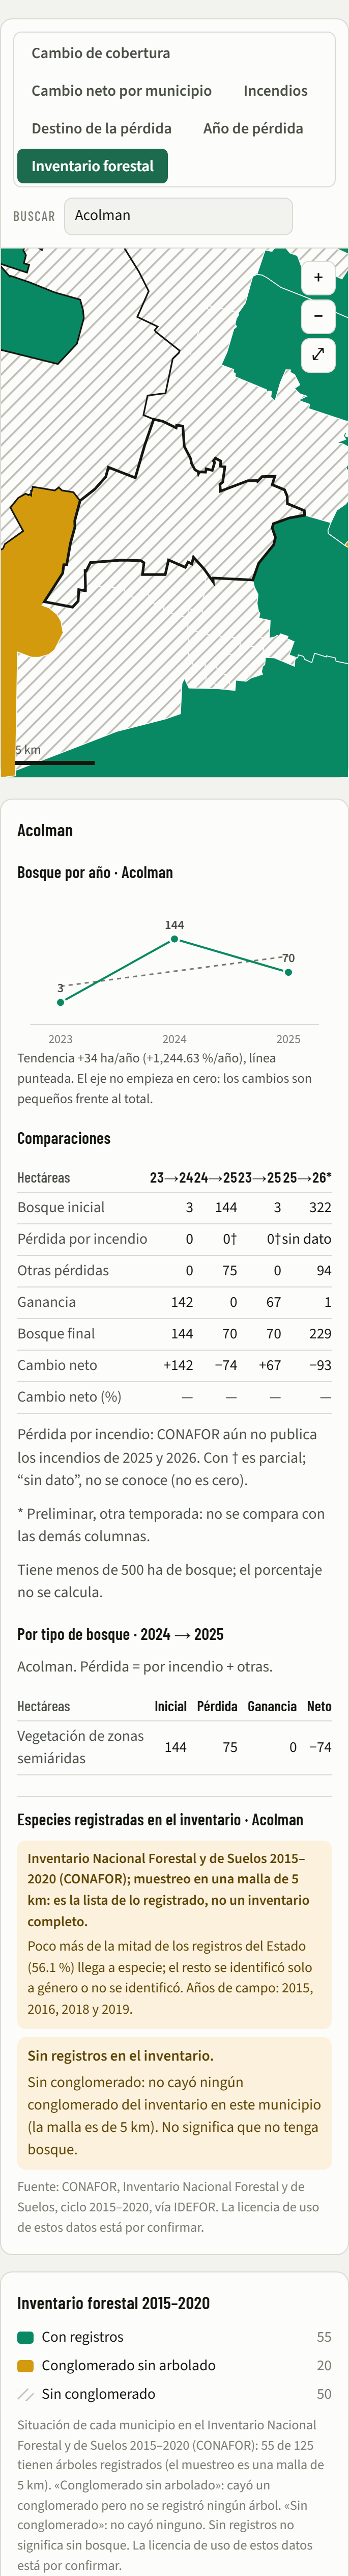 Cambio de cobertura
Cambio neto por municipio Incendios
Destino de la pérdida Año de pérdida
Inventario forestal
BUSCAR Acolman
+
−
⤢
5 km
Acolman
Bosque por año · Acolman
144
70
3
2023 2024 2025
Tendencia +34 ha/año (+1,244.63 %/año), línea
punteada. El eje no empieza en cero: los cambios son
pequeños frente al total.
Comparaciones
Hectáreas 23→24 24→25 23→25 25→26*
Bosque inicial 3 144 3 322
Pérdida por incendio 0 0† 0† sin dato
Otras pérdidas 0 75 0 94
Ganancia 142 0 67 1
Bosque final 144 70 70 229
Cambio neto +142 −74 +67 −93
Cambio neto (%) — — — —
Pérdida por incendio: CONAFOR aún no publica
los incendios de 2025 y 2026. Con † es parcial;
“sin dato”, no se conoce (no es cero).
* Preliminar, otra temporada: no se compara con
las demás columnas.
Tiene menos de 500 ha de bosque; el porcentaje
no se calcula.
Por tipo de bosque · 2024 → 2025
Acolman. Pérdida = por incendio + otras.
Hectáreas Inicial Pérdida Ganancia Neto
Vegetación de zonas
semiáridas 144 75 0 −74
Especies registradas en el inventario · Acolman
Inventario Nacional Forestal y de Suelos 2015–
2020 (CONAFOR); muestreo en una malla de 5
km: es la lista de lo registrado, no un inventario
completo.
Poco más de la mitad de los registros del Estado
(56.1 %) llega a especie; el resto se identificó solo
a género o no se identificó. Años de campo: 2015,
2016, 2018 y 2019.
Sin registros en el inventario.
Sin conglomerado: no cayó ningún
conglomerado del inventario en este municipio
(la malla es de 5 km). No significa que no tenga
bosque.
Fuente: CONAFOR, Inventario Nacional Forestal y de
Suelos, ciclo 2015–2020, vía IDEFOR. La licencia de uso
de estos datos está por confirmar.
Inventario forestal 2015–2020
Con registros 55
Conglomerado sin arbolado 20
Sin conglomerado 50
Situación de cada municipio en el Inventario Nacional
Forestal y de Suelos 2015–2020 (CONAFOR): 55 de 125
tienen árboles registrados (el muestreo es una malla de
5 km). «Conglomerado sin arbolado»: cayó un
conglomerado pero no se registró ningún árbol. «Sin
conglomerado»: no cayó ninguno. Sin registros no
significa sin bosque. La licencia de uso de estos datos
está por confirmar.